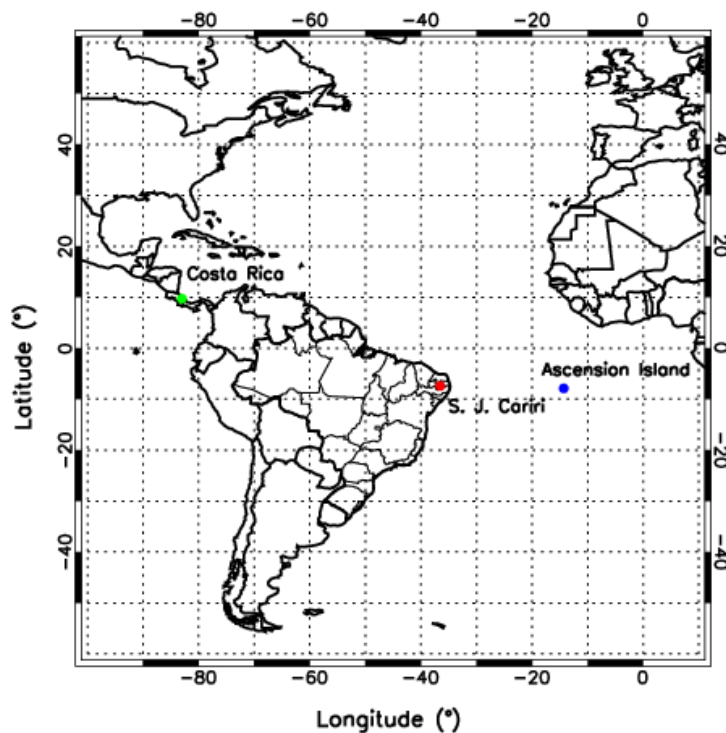 −80 −60 −40 −20 0
40
40
20
20
Costa Rica
0
0
Ascension Island
S. J. Cariri
−20
−20
−40
−40
Latitude (°)
−80 −60 −40 −20 0
Longitude (°)